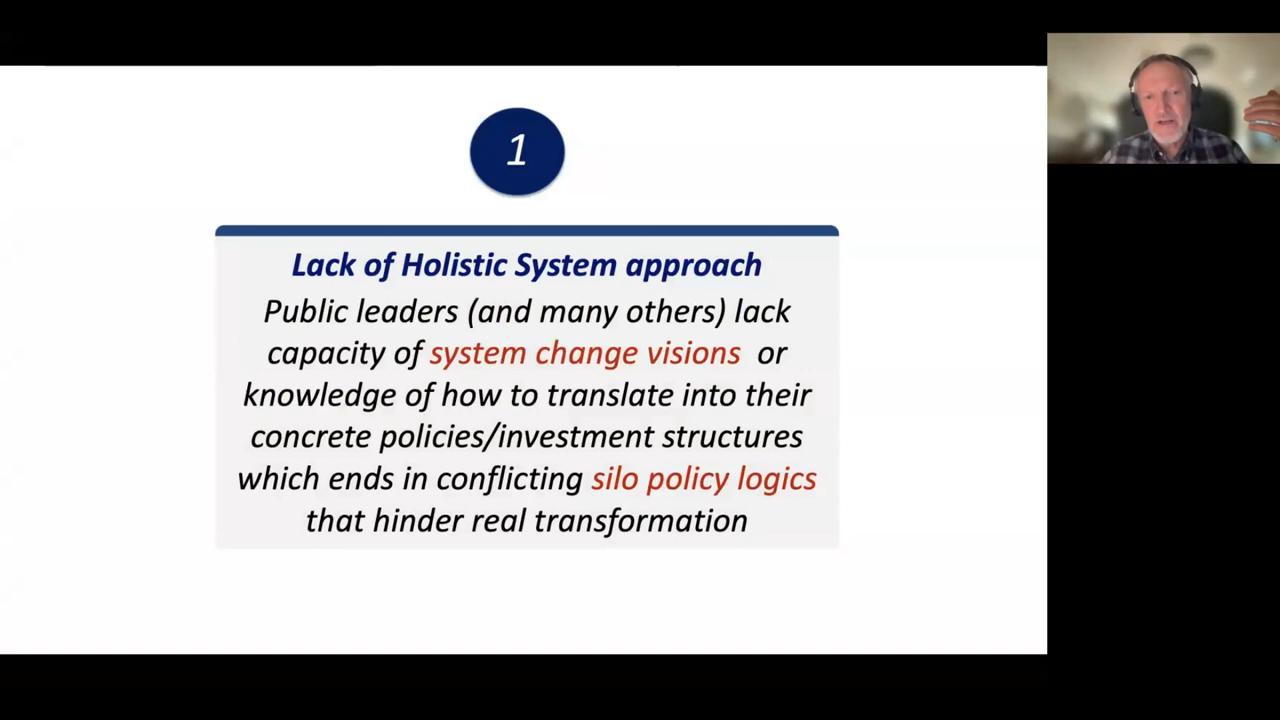 1
Lack of Holistic System approach
Public leaders (and many others) lack
capacity of system change visions or
knowledge of how to translate into their
concrete policies/investment structures
which ends in conflicting silo policy logics
that hinder real transformation